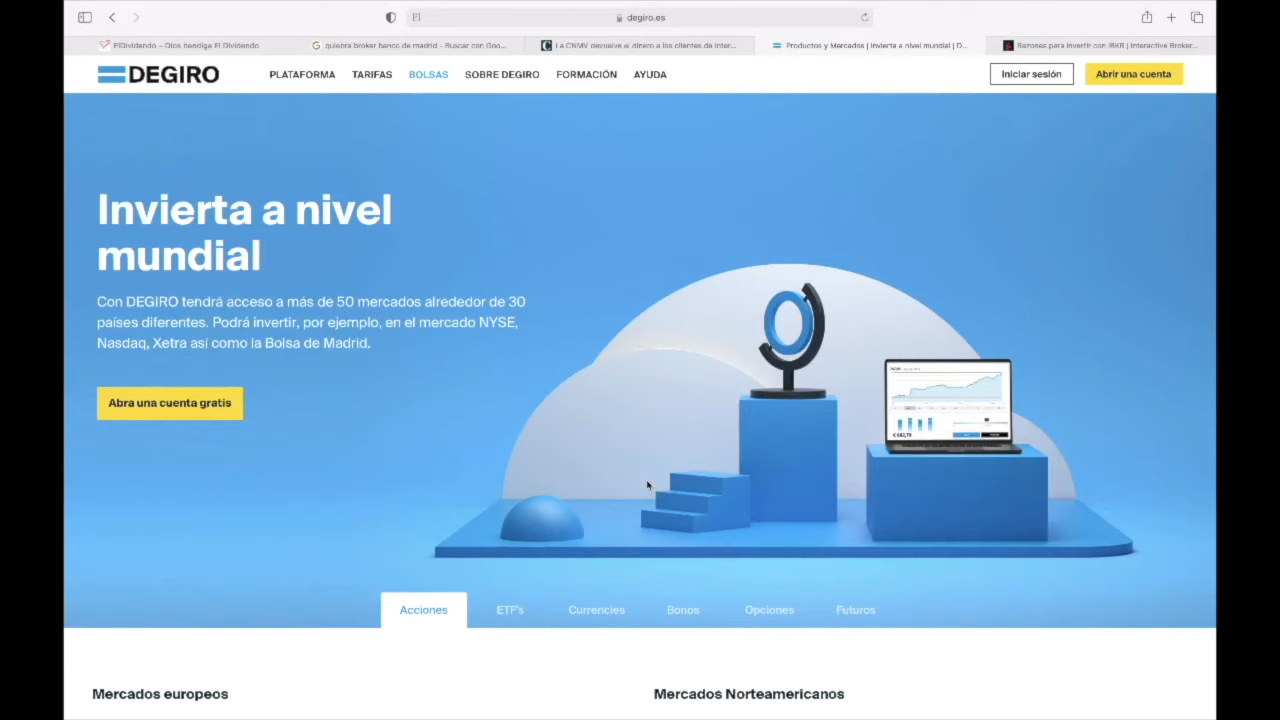 degiro.es
ElDividendo – Dios bendiga El Dividendo
quiebra broker banco de madrid - Buscar con Goo...
La CNMV devuelve el dinero a los clientes de Inter...
Productos y Mercados | Invierta a nivel mundial | D...
Razones para invertir con IBKR | Interactive Broker...
DEGIRO
PLATAFORMA
TARIFAS
BOLSAS
SOBRE DEGIRO
FORMACIÓN
AYUDA
Iniciar sesión
Abrir una cuenta
Invierta a nivel
mundial
Con DEGIRO tendrá acceso a más de 50 mercados alrededor de 30
países diferentes. Podrá invertir, por ejemplo, en el mercado NYSE,
Nasdaq, Xetra así como la Bolsa de Madrid.
Abra una cuenta gratis
Acciones
ETF's
Currencies
Bonos
Opciones
Futuros
Mercados europeos
Mercados Norteamericanos